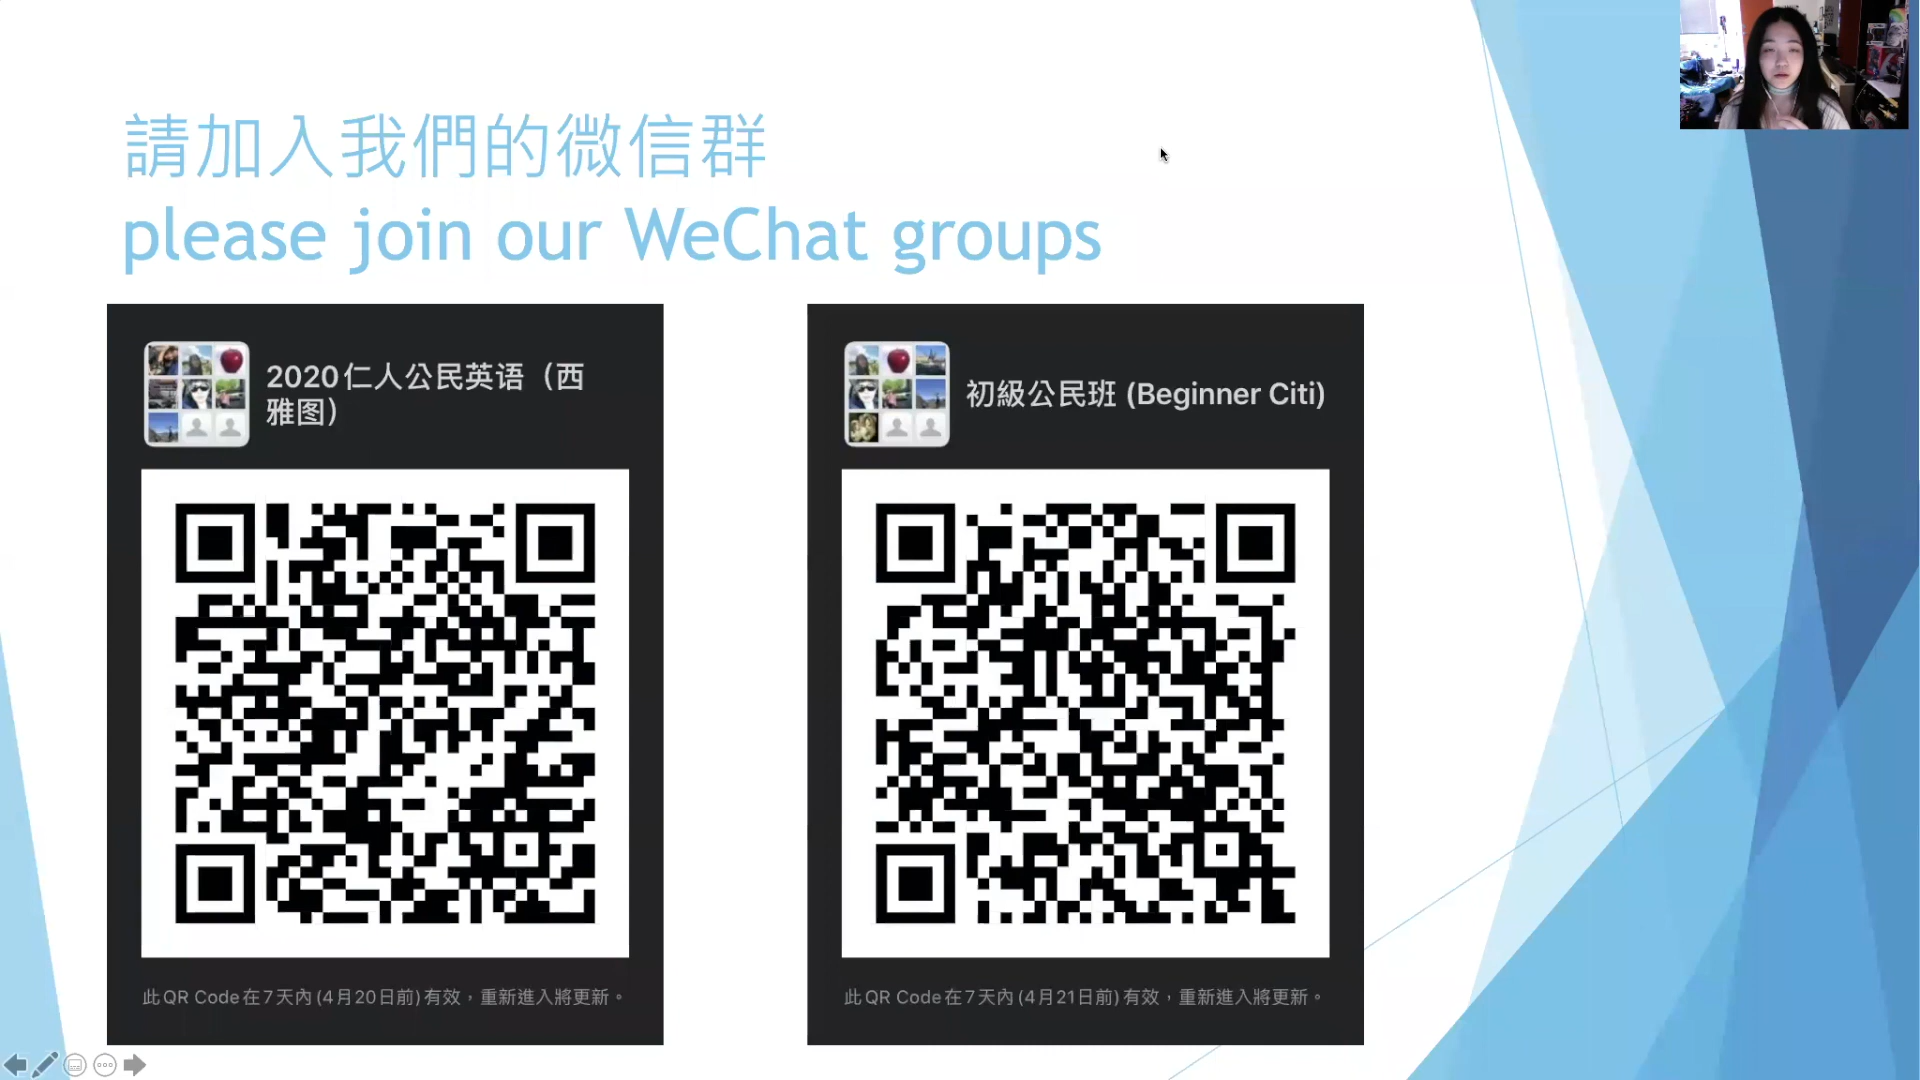 請加入我們的微信群
please join our WeChat groups
2020仁人公民英语（西
雅图）
初級公民班 (Beginner Citi)
此QR Code在7天內(4月20日前)有效，重新進入將更新。
此QR Code在7天內(4月21日前)有效，重新進入將更新。